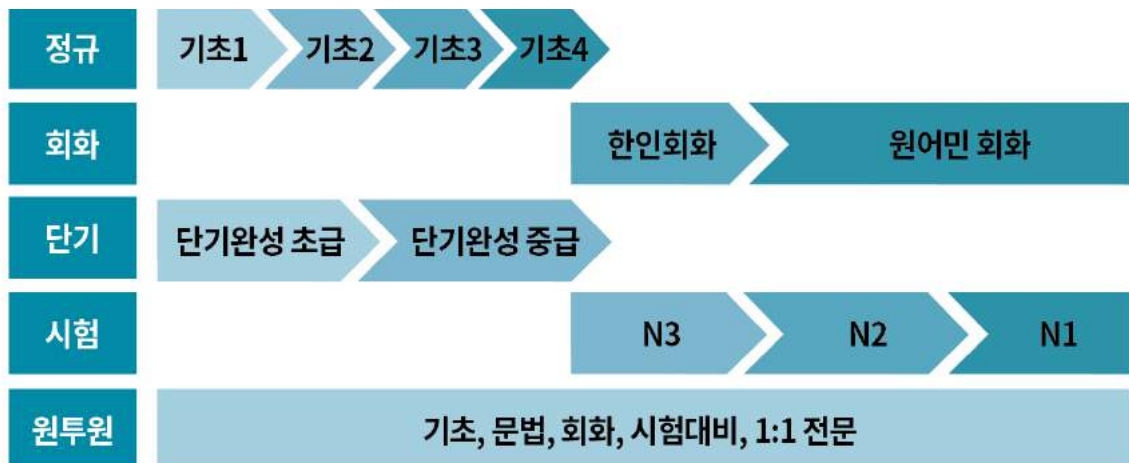 정규 기초1 기초2 기초3 기초4
회화 한인회화 원어민 회화
단기 단기완성 초급 단기완성 중급
시험 N3 N2 N1
원투원 기초, 문법, 회화, 시험대비, 1:1 전문